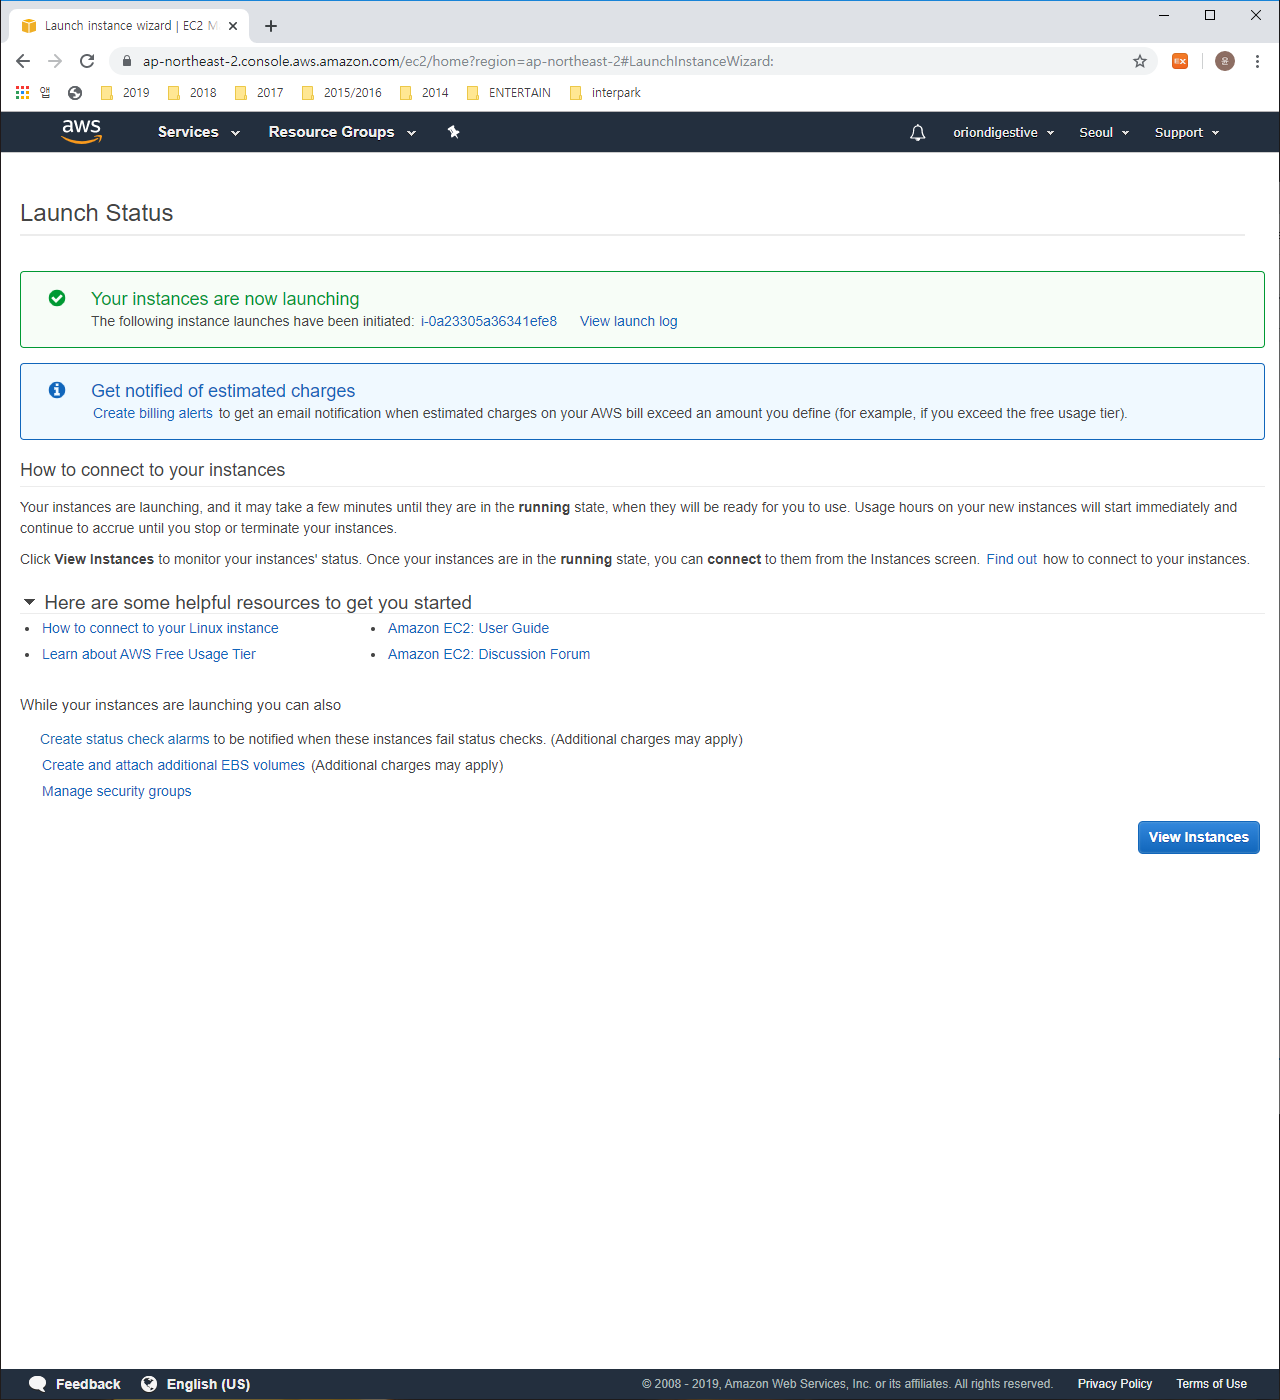 Launch instance wizard | EC2 M
ap-northeast-2.console.aws.amazon.com/ec2/home?region=ap-northeast-2#LaunchInstanceWizard:
앱 2019 2018 2017 2015/2016 2014 ENTERTAIN interpark
aws Services Resource Groups oriondigestive Seoul Support
Launch Status
Your instances are now launching
The following instance launches have been initiated: i-0a23305a36341efe8 View launch log
Get notified of estimated charges
Create billing alerts to get an email notification when estimated charges on your AWS bill exceed an amount you define (for example, if you exceed the free usage tier).
How to connect to your instances
Your instances are launching, and it may take a few minutes until they are in the running state, when they will be ready for you to use. Usage hours on your new instances will start immediately and
continue to accrue until you stop or terminate your instances.
Click View Instances to monitor your instances' status. Once your instances are in the running state, you can connect to them from the Instances screen. Find out how to connect to your instances.
Here are some helpful resources to get you started
• How to connect to your Linux instance • Amazon EC2: User Guide
• Learn about AWS Free Usage Tier • Amazon EC2: Discussion Forum
While your instances are launching you can also
Create status check alarms to be notified when these instances fail status checks. (Additional charges may apply)
Create and attach additional EBS volumes (Additional charges may apply)
Manage security groups
View Instances
Feedback English (US) © 2008 - 2019, Amazon Web Services, Inc. or its affiliates. All rights reserved. Privacy Policy Terms of Use